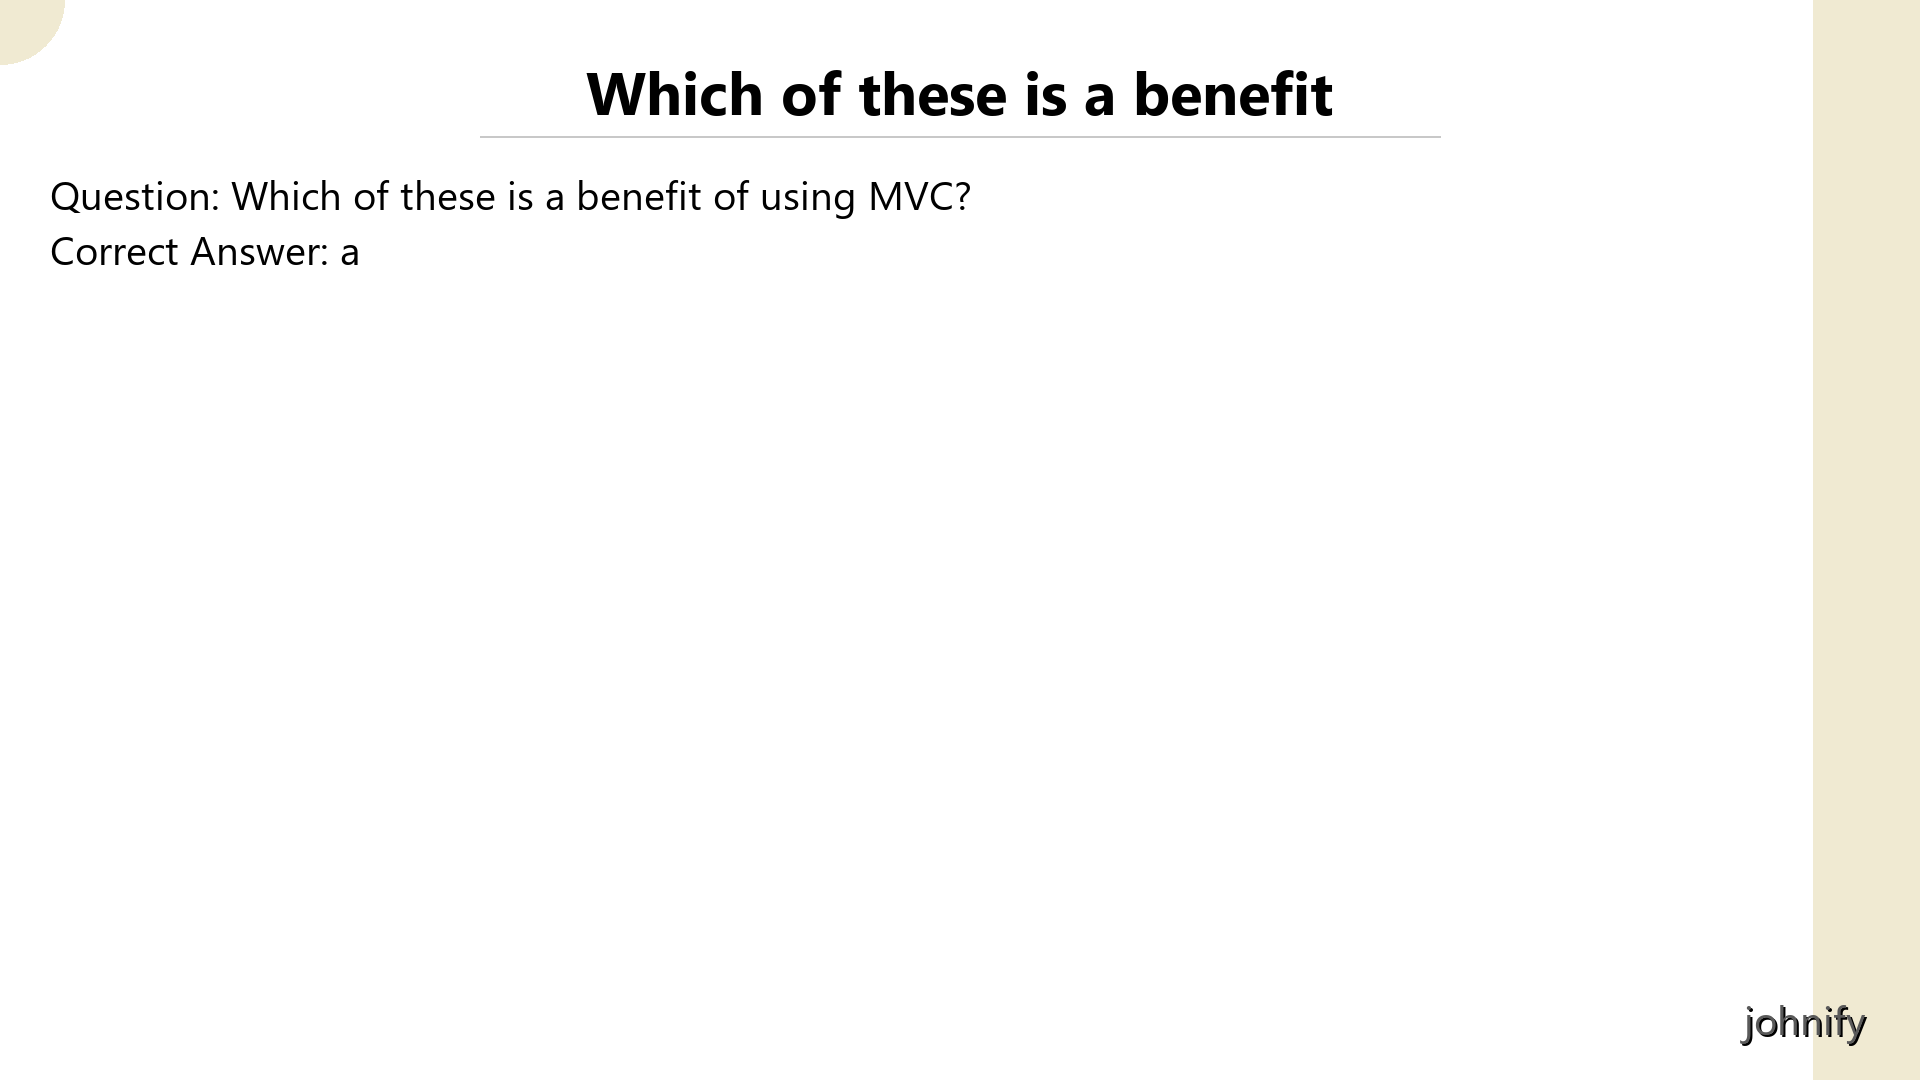 Which of these is a benefit
Question: Which of these is a benefit of using MVC?
Correct Answer: a
johnify